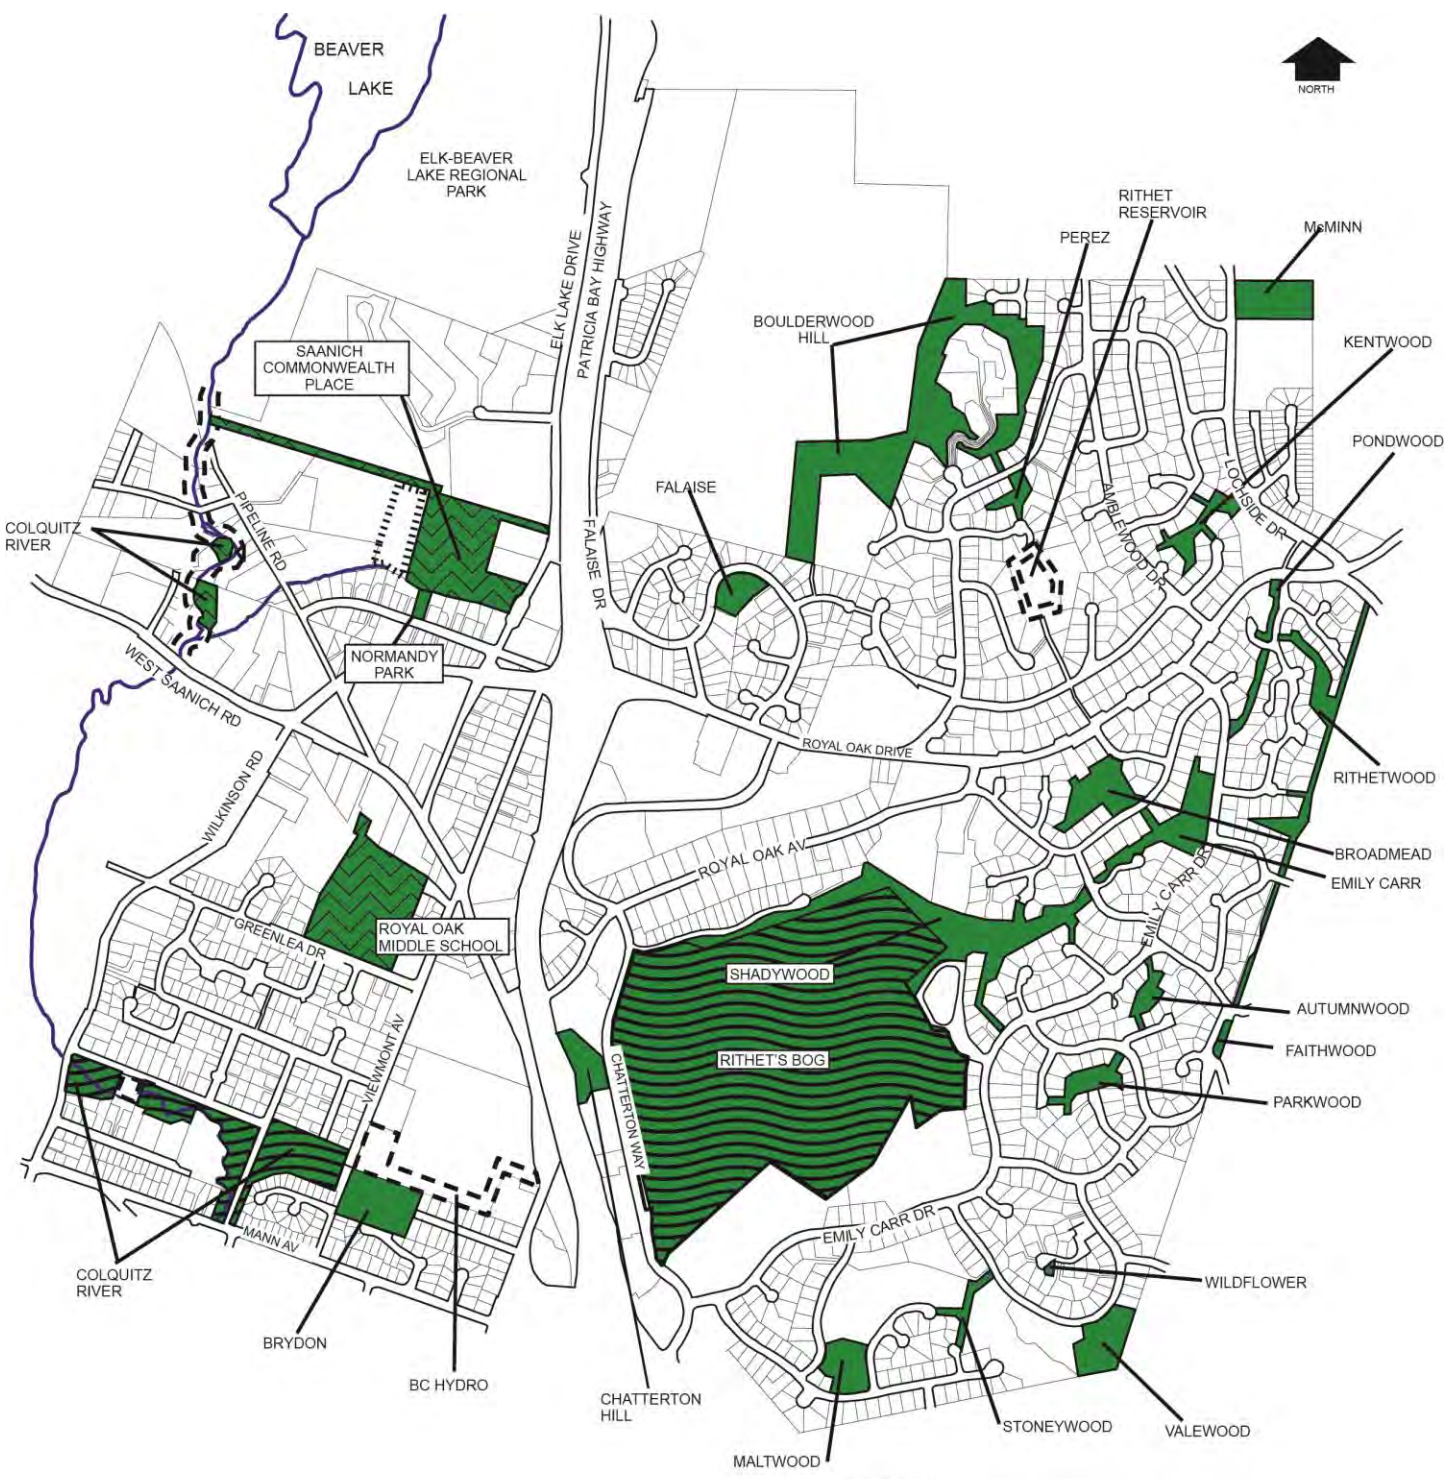 BEAVER
LAKE
NORTH
ELK-BEAVER
LAKE REGIONAL
PARK
RITHET
RESERVOIR
PEREZ
McMINN
ELK LAKE DRIVE
PATRICIA BAY HIGHWAY
BOULDERWOOD
HILL
KENTWOOD
SAANICH
COMMONWEALTH
PLACE
PONDWOOD
LOCHSIDE DR
AMBLEWOOD DR
FALAISE
FALAISE DR
PIPELINE RD
COLQUITZ
RIVER
NORMANDY
PARK
WEST SAANICH RD
ROYAL OAK DRIVE
RITHETWOOD
WILKINSON RD
ROYAL OAK AV
BROADMEAD
EMILY CARR
EMILY CARR DR
GREENLEA DR
ROYAL OAK
MIDDLE SCHOOL
SHADYWOOD
AUTUMNWOOD
RITHET'S BOG
FAITHWOOD
VIEWMONT AV
CHATTERTON WAY
PARKWOOD
EMILY CARR DR
MANN AV
COLQUITZ
RIVER
WILDFLOWER
BRYDON
BC HYDRO
CHATTERTON
HILL
STONEYWOOD
VALEWOOD
MALTWOOD